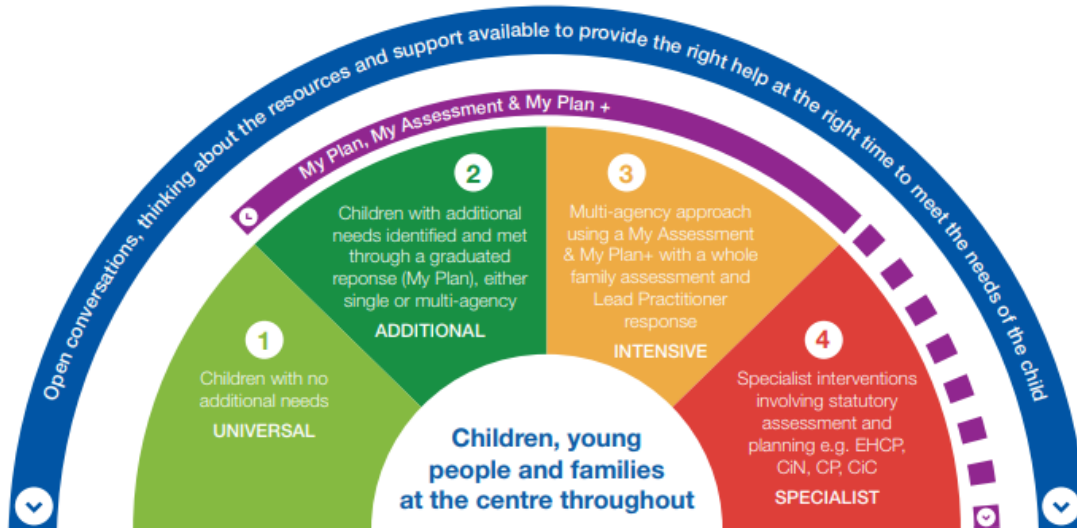 Open conversations, thinking about the resources and support available to provide the right help at the right time to meet the needs of the child
My Plan, My Assessment & My Plan +
1
Children with no
additional needs
UNIVERSAL
2
Children with additional
needs identified and met
through a graduated
reponse (My Plan), either
single or multi-agency
ADDITIONAL
3
Multi-agency approach
using a My Assessment
& My Plan+ with a whole
family assessment and
Lead Practitioner
response
INTENSIVE
4
Specialist interventions
involving statutory
assessment and
planning e.g. EHCP,
CiN, CP, CiC
SPECIALIST
Children, young
people and families
at the centre throughout